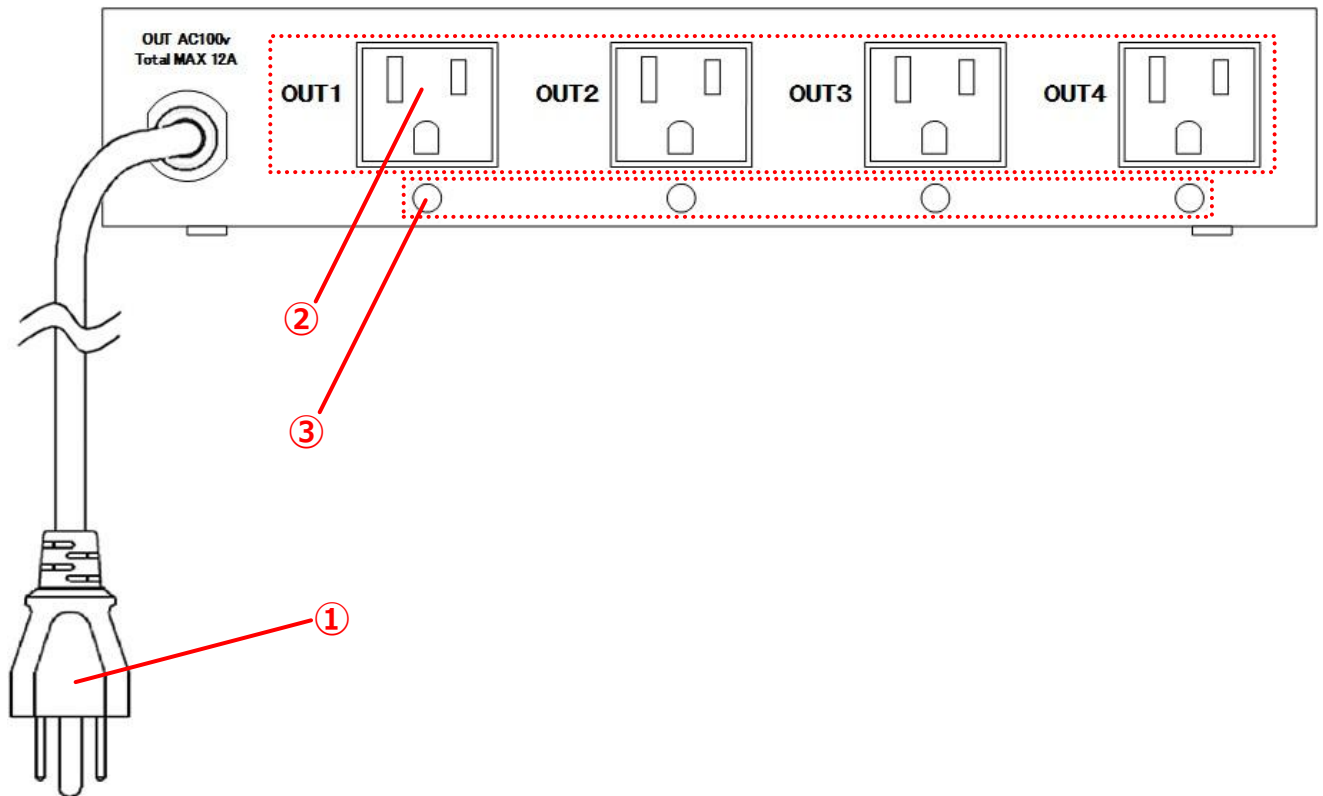 OUT AC100v
Total MAX 12A
OUT1
OUT2
OUT3
OUT4
②
③
①